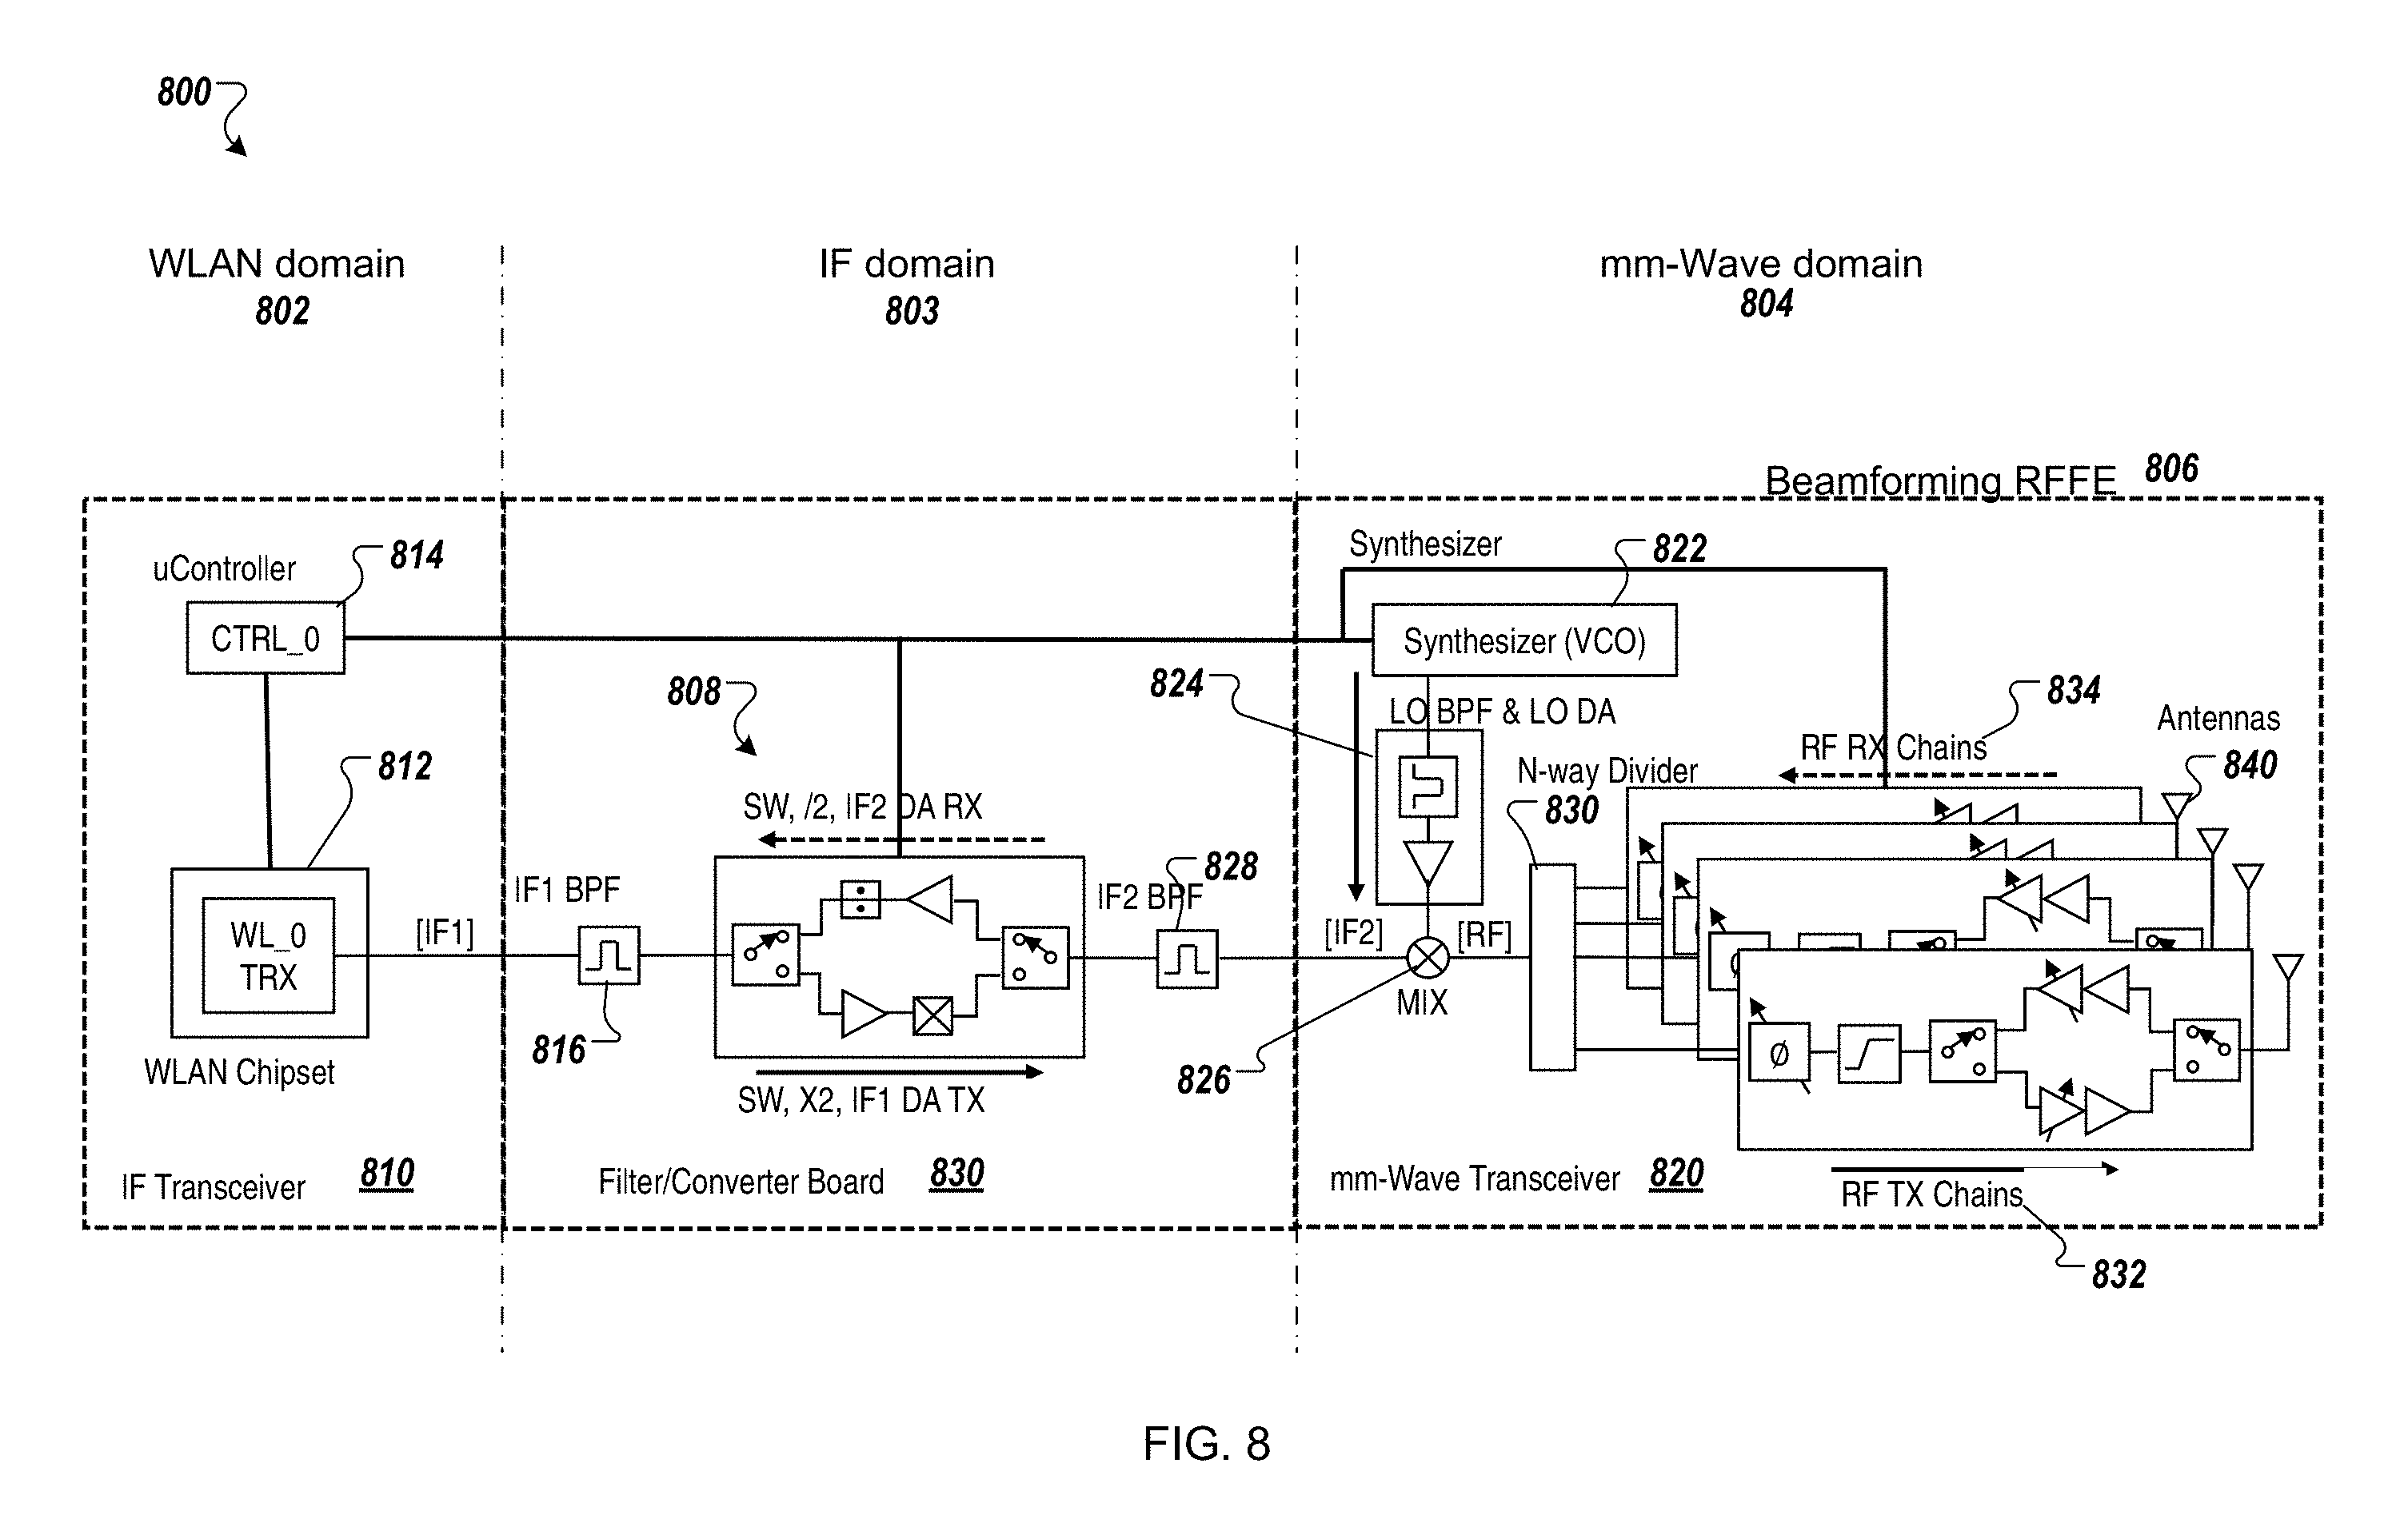 800
WLAN domain
802
IF domain
803
mm-Wave domain
804
Beamforming RFFE 806
uController
814
CTRL_0
Synthesizer
822
Synthesizer (VCO)
808
824
LO BPF & LO DA
834
RF RX Chains
Antennas
840
812
N-way Divider
830
SW, /2, IF2 DA RX
IF1 BPF
IF2 BPF
828
WL_0
TRX
[IF1]
[IF2]
[RF]
MIX
Ø
816
826
WLAN Chipset
SW, X2, IF1 DA TX
IF Transceiver 810
Filter/Converter Board 830
mm-Wave Transceiver 820
RF TX Chains
832
FIG. 8